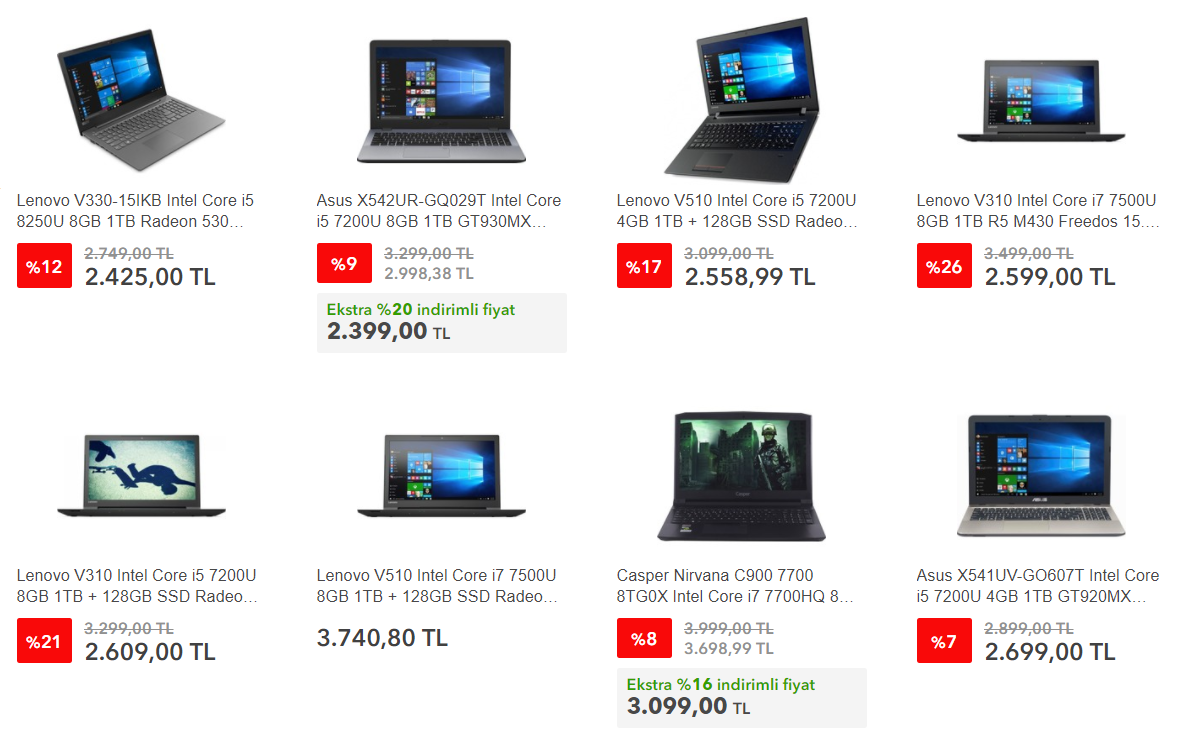 Lenovo V330-15IKB Intel Core i5
8250U 8GB 1TB Radeon 530...
%12
2.749,00 TL
2.425,00 TL
Asus X542UR-GQ029T Intel Core
i5 7200U 8GB 1TB GT930MX...
%9
3.299,00 TL
2.998,38 TL
Ekstra %20 indirimli fiyat
2.399,00 TL
Lenovo V510 Intel Core i5 7200U
4GB 1TB + 128GB SSD Radeo...
%17
3.099,00 TL
2.558,99 TL
Lenovo V310 Intel Core i7 7500U
8GB 1TB R5 M430 Freedos 15....
%26
3.499,00 TL
2.599,00 TL
Lenovo V310 Intel Core i5 7200U
8GB 1TB + 128GB SSD Radeo...
%21
3.299,00 TL
2.609,00 TL
Lenovo V510 Intel Core i7 7500U
8GB 1TB + 128GB SSD Radeo...
3.740,80 TL
Casper
Casper Nirvana C900 7700
8TG0X Intel Core i7 7700HQ 8...
%8
3.999,00 TL
3.698,99 TL
Ekstra %16 indirimli fiyat
3.099,00 TL
ASUS
Asus X541UV-GO607T Intel Core
i5 7200U 4GB 1TB GT920MX...
%7
2.899,00 TL
2.699,00 TL